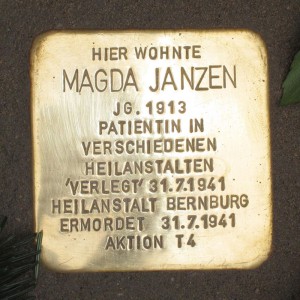 HIER WOHNTE
MAGDA JANZEN
JG. 1913
PATIENTIN IN
VERSCHIEDENEN
HEILANSTALTEN
'VERLEGT' 31.7.1941
HEILANSTALT BERNBURG
ERMORDET 31.7.1941
AKTION T4